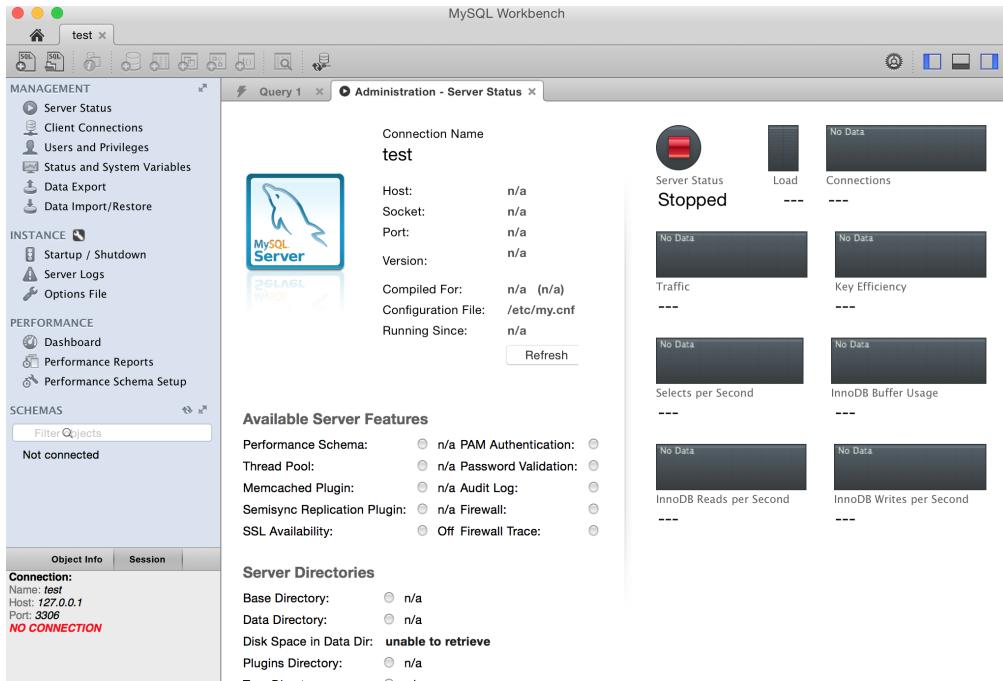 MySQL Workbench
test
MANAGEMENT
Server Status
Client Connections
Users and Privileges
Status and System Variables
Data Export
Data Import/Restore
INSTANCE
Startup / Shutdown
Server Logs
Options File
PERFORMANCE
Dashboard
Performance Reports
Performance Schema Setup
SCHEMAS
Filter objects
Not connected
Object Info Session
Connection:
Name: test
Host: 127.0.0.1
Port: 3306
NO CONNECTION
Query 1 Administration - Server Status
MySQL
Server
Connection Name
test
Host: n/a
Socket: n/a
Port: n/a
Version: n/a
Compiled For: n/a (n/a)
Configuration File: /etc/my.cnf
Running Since: n/a
Refresh
Available Server Features
Performance Schema: n/a PAM Authentication:
Thread Pool: n/a Password Validation:
Memcached Plugin: n/a Audit Log:
Semisync Replication Plugin: n/a Firewall:
SSL Availability: Off Firewall Trace:
Server Directories
Base Directory: n/a
Data Directory: n/a
Disk Space in Data Dir: unable to retrieve
Plugins Directory: n/a
No Data
Server Status Load Connections
Stopped --- ---
No Data No Data
Traffic Key Efficiency
--- ---
No Data No Data
Selects per Second InnoDB Buffer Usage
--- ---
No Data No Data
InnoDB Reads per Second InnoDB Writes per Second
--- ---